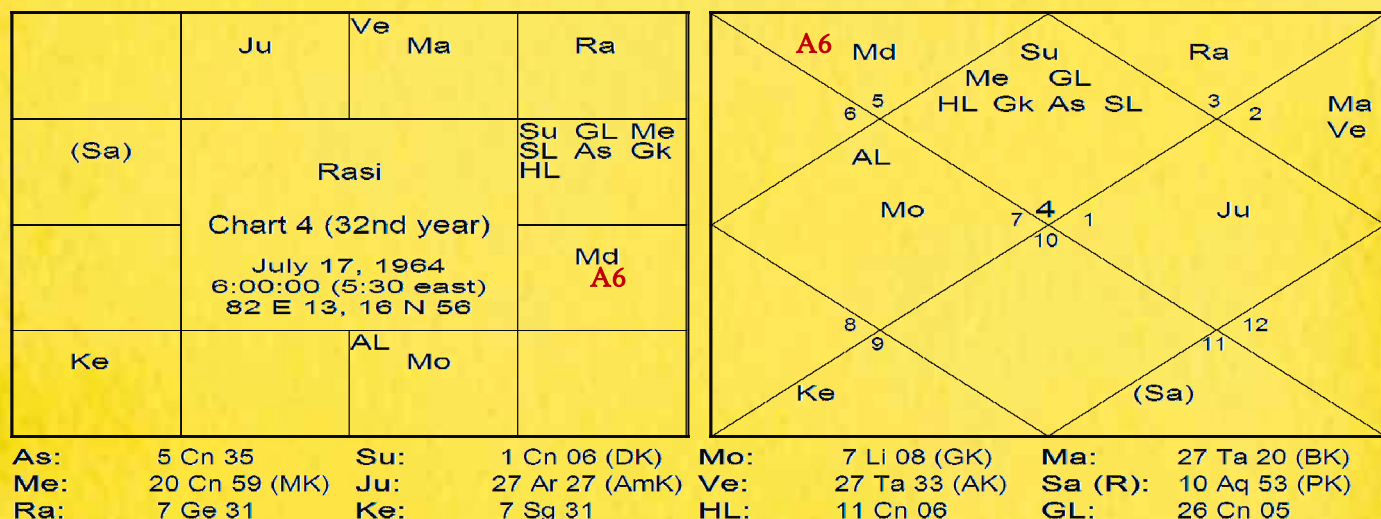 Ju
Ve
Ma
Ra
(Sa)
Su GL Me
SL As Gk
HL
Rasi
Chart 4 (32nd year)
July 17, 1964
6:00:00 (5:30 east)
82 E 13, 16 N 56
Md
A6
Ke
AL
Mo
A6
Md
Su
Me GL
HL Gk As SL
Ra
6 5
3 2
Ma
Ve
AL
Mo
7 4 1
10
Ju
8
9
12
11
Ke
(Sa)
As: 5 Cn 35 Su: 1 Cn 06 (DK) Mo: 7 Li 08 (GK) Ma: 27 Ta 20 (BK)
Me: 20 Cn 59 (MK) Ju: 27 Ar 27 (AmK) Ve: 27 Ta 33 (AK) Sa (R): 10 Aq 53 (PK)
Ra: 7 Ge 31 Ke: 7 Sg 31 HL: 11 Cn 06 GL: 26 Cn 05